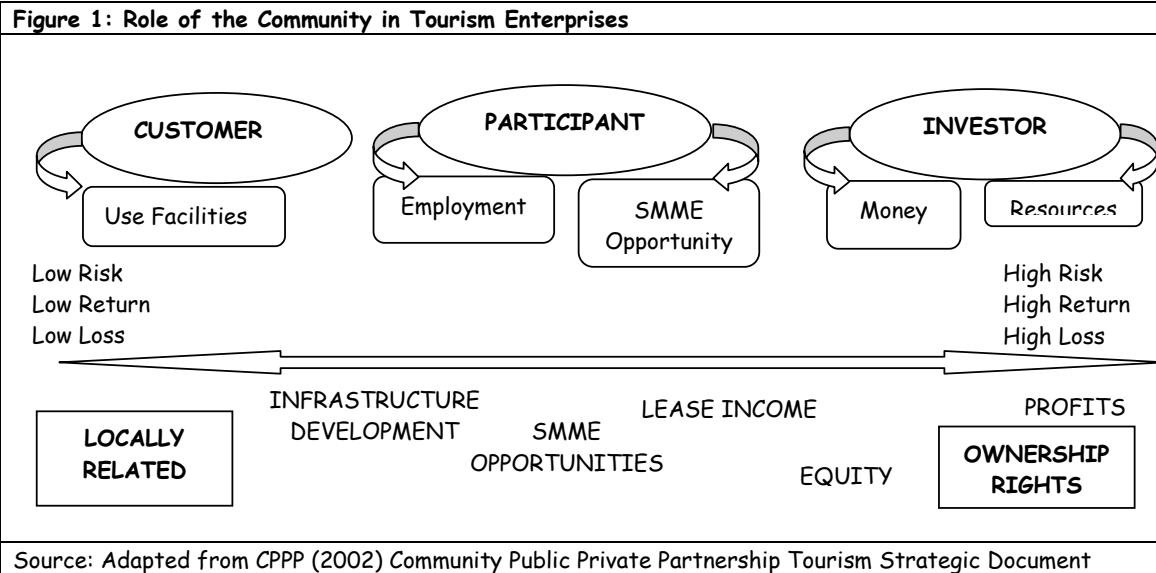 Figure 1: Role of the Community in Tourism Enterprises
CUSTOMER
PARTICIPANT
INVESTOR
Use Facilities
Employment
SMME
Opportunity
Money
Resources
Low Risk
Low Return
Low Loss
High Risk
High Return
High Loss
INFRASTRUCTURE
DEVELOPMENT
SMME
OPPORTUNITIES
LEASE INCOME
EQUITY
PROFITS
LOCALLY
RELATED
OWNERSHIP
RIGHTS
Source: Adapted from CPPP (2002) Community Public Private Partnership Tourism Strategic Document